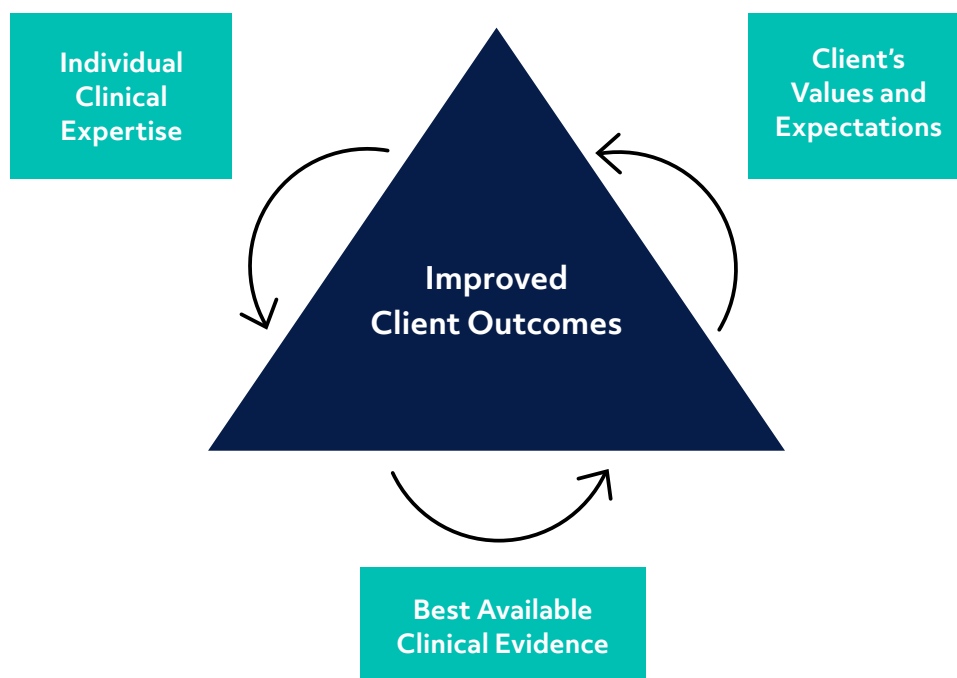 Individual
Clinical
Expertise
Client’s
Values and
Expectations
Improved
Client Outcomes
Best Available
Clinical Evidence